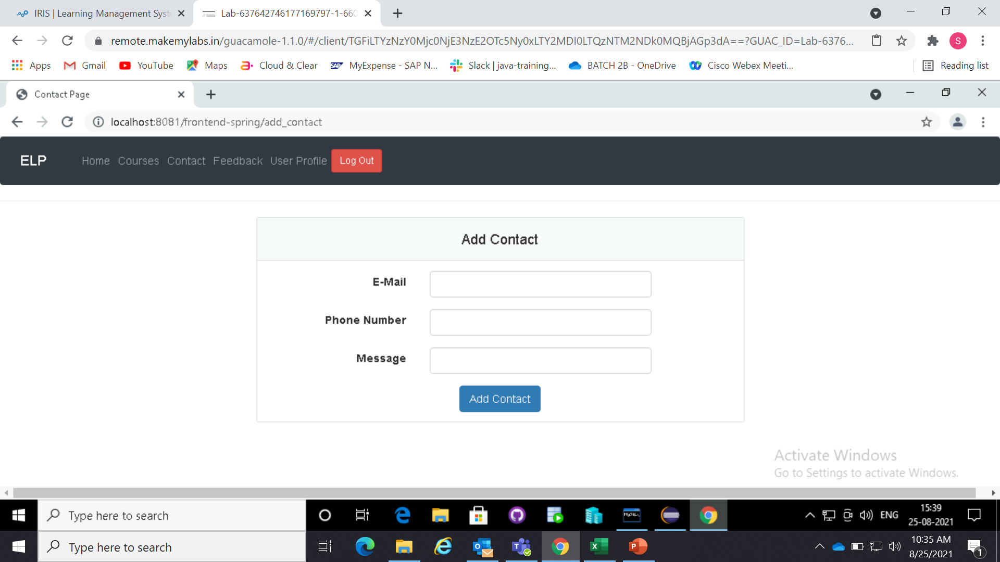 IRIS | Learning Management Syst
Lab-637642746177169797-1-660
remote.makemylabs.in/guacamole-1.1.0/#/client/TGFiLTYzNzY0Mjc0NjE3NzE2OTc5Ny0xLTY2MDI0LTQzNTM2NDk0MQBjAGp3dA==?GUAC_ID=Lab-6376...
S
Apps
Gmail
YouTube
Maps
Cloud & Clear
SAP
MyExpense - SAP N...
Slack | java-training...
BATCH 2B - OneDrive
Cisco Webex Meeti...
Reading list
Contact Page
localhost:8081/frontend-spring/add_contact
ELP
Home
Courses
Contact
Feedback
User Profile
Log Out
Add Contact
E-Mail
Phone Number
Message
Add Contact
Activate Windows
Go to Settings to activate Windows.
Type here to search
ENG
15:39
25-08-2021
Type here to search
10:35 AM
8/25/2021
1